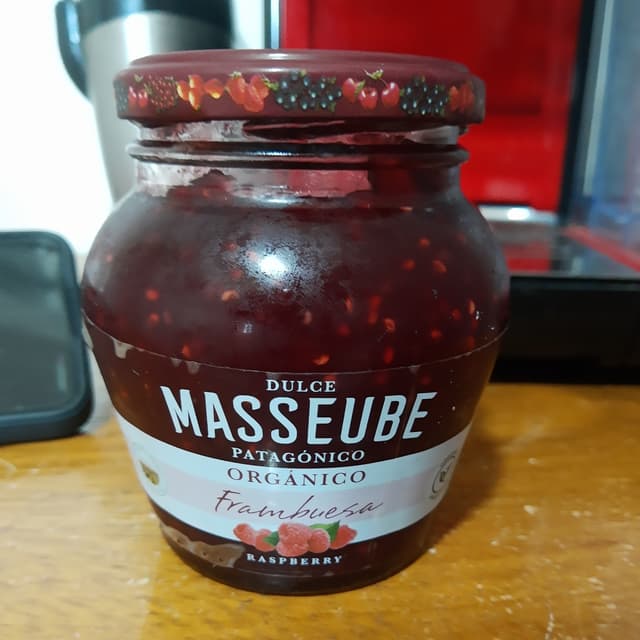 DULCE
MASSEUBE
PATAGÓNICO
ORGÁNICO
Frambuesa
RASPBERRY